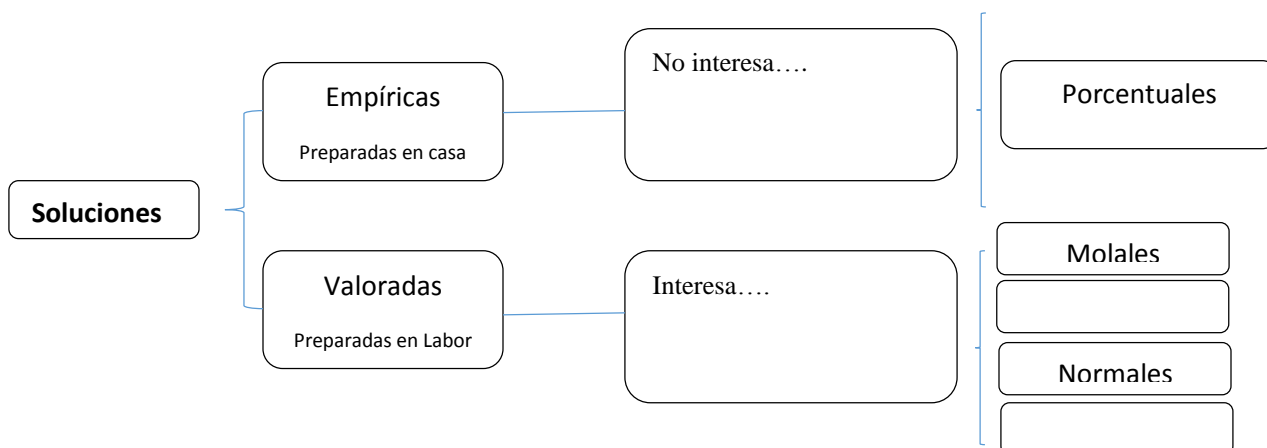 Soluciones
Empíricas
Preparadas en casa
No interesa….
Porcentuales
Valoradas
Preparadas en Labor
Interesa….
Molales
Normales